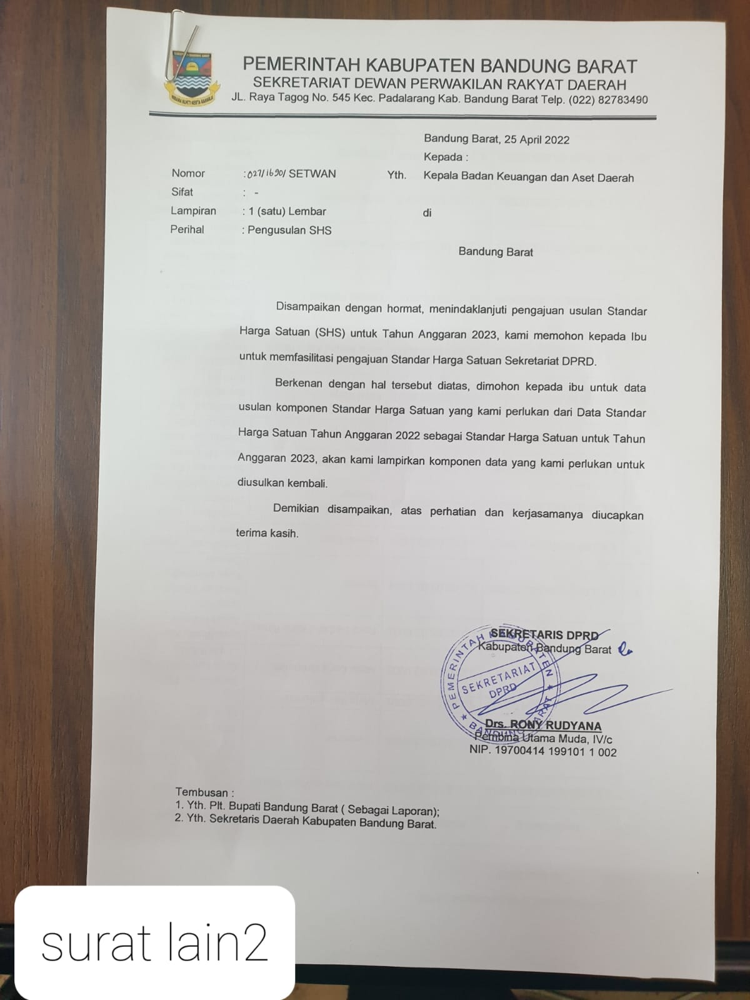 PEMERINTAH KABUPATEN BANDUNG BARAT
SEKRETARIAT DEWAN PERWAKILAN RAKYAT DAERAH
JL. Raya Tagog No. 545 Kec. Padalarang Kab. Bandung Barat Telp. (022) 82783490
Bandung Barat, 25 April 2022
Kepada :
Nomor : 027/1690/ SETWAN Yth. Kepala Badan Keuangan dan Aset Daerah
Sifat : -
Lampiran : 1 (satu) Lembar di
Perihal : Pengusulan SHS
Bandung Barat
Disampaikan dengan hormat, menindaklanjuti pengajuan usulan Standar
Harga Satuan (SHS) untuk Tahun Anggaran 2023, kami memohon kepada Ibu
untuk memfasilitasi pengajuan Standar Harga Satuan Sekretariat DPRD.
Berkenan dengan hal tersebut diatas, dimohon kepada ibu untuk data
usulan komponen Standar Harga Satuan yang kami perlukan dari Data Standar
Harga Satuan Tahun Anggaran 2022 sebagai Standar Harga Satuan untuk Tahun
Anggaran 2023, akan kami lampirkan komponen data yang kami perlukan untuk
diusulkan kembali.
Demikian disampaikan, atas perhatian dan kerjasamanya diucapkan
terima kasih.
SEKRETARIS DPRD
Kabupaten Bandung Barat
PEMERINTAH KABUPATEN
SEKRETARIAT
DPRD
BANDUNG BARAT
Drs. RONY RUDYANA
Pembina Utama Muda, IV/c
NIP. 19700414 199101 1 002
Tembusan :
1. Yth. Plt. Bupati Bandung Barat ( Sebagai Laporan);
2. Yth. Sekretaris Daerah Kabupaten Bandung Barat.
surat lain2